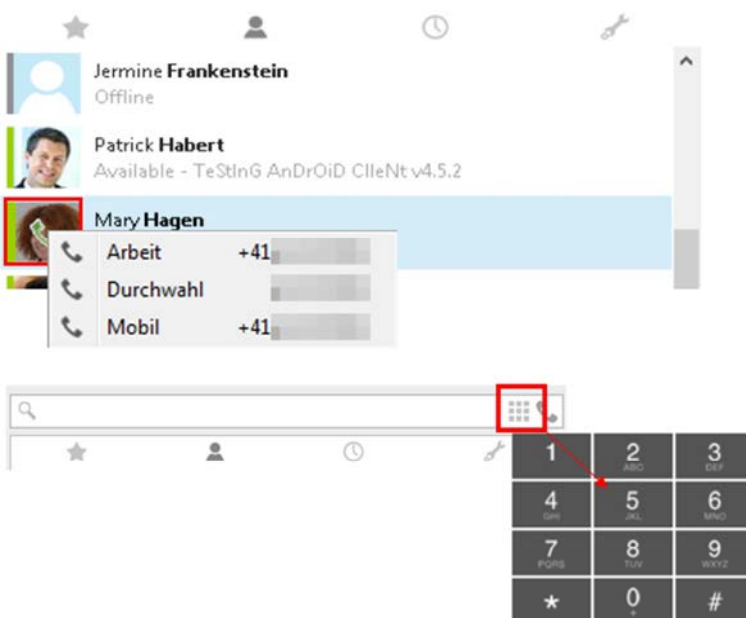 Jermine Frankenstein
Offline
Patrick Habert
Available - TeStInG AnDrOiD ClIeNt v4.5.2
Mary Hagen
Arbeit +41
Durchwahl
Mobil +41
1 2 ABC 3 DEF
4 GHI 5 JKL 6 MNO
7 PQRS 8 TUV 9 WXYZ
* 0 + #